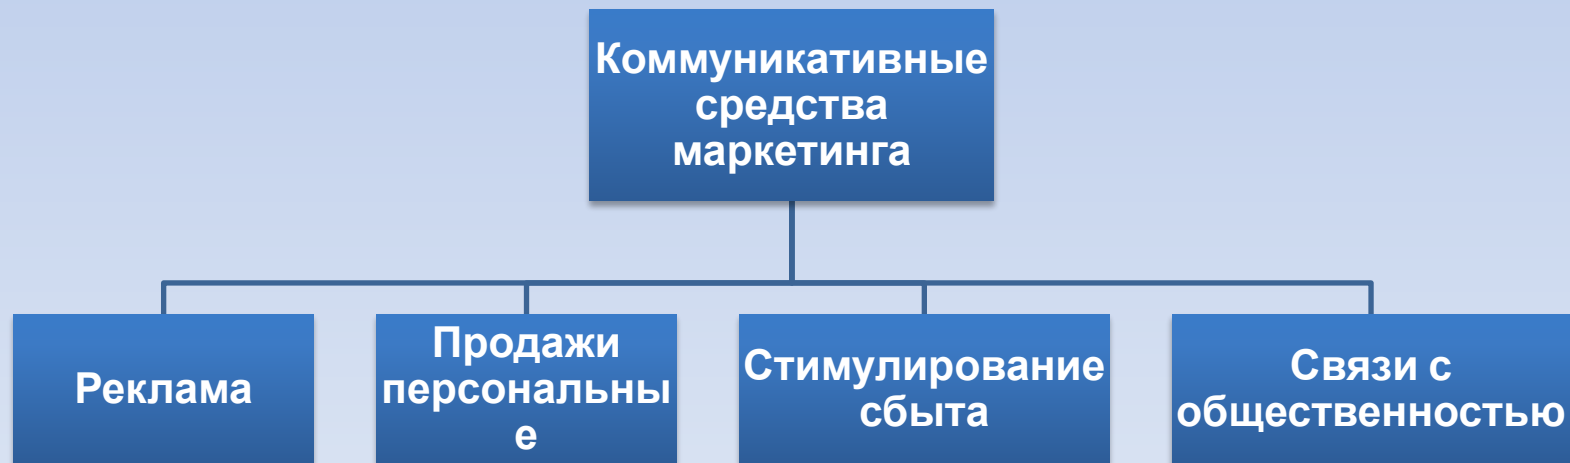 Коммуникативные
средства
маркетинга
Реклама
Продажи
персональны
е
Стимулирование
сбыта
Связи с
общественностью